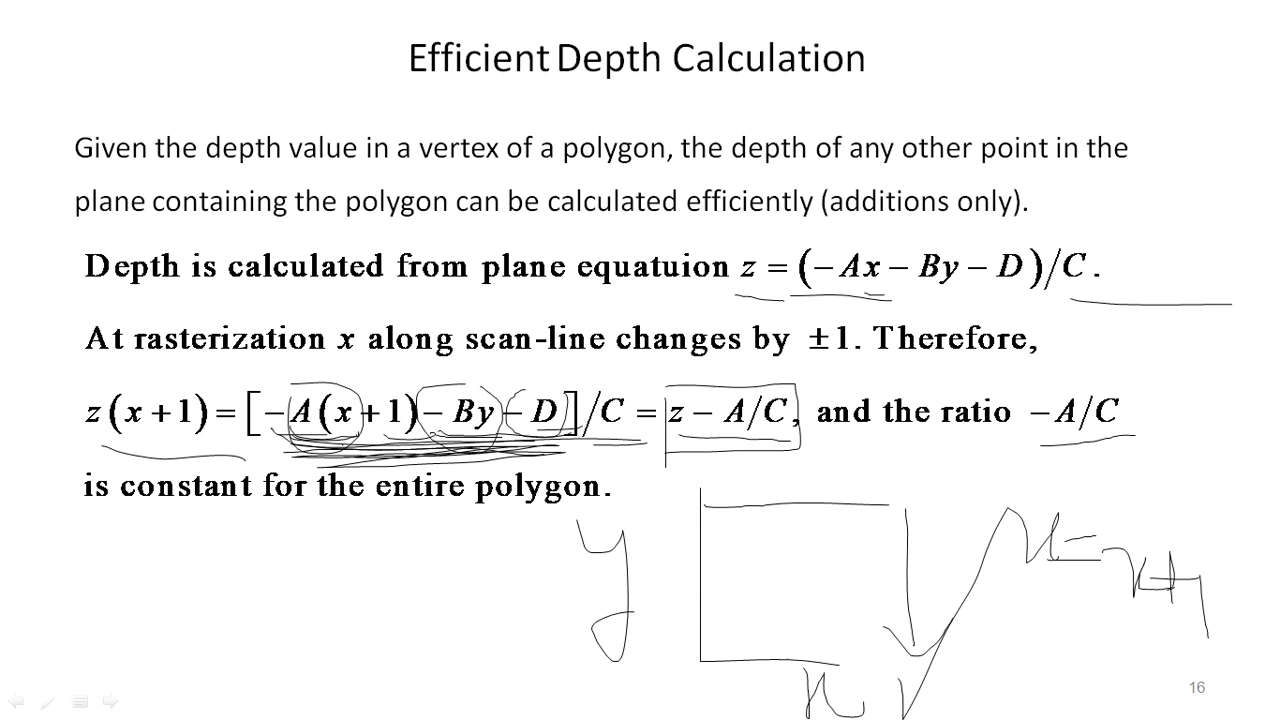 Efficient Depth Calculation
Given the depth value in a vertex of a polygon, the depth of any other point in the
plane containing the polygon can be calculated efficiently (additions only).
Depth is calculated from plane equatuion z = (−Ax − By − D)/C.
At rasterization x along scan-line changes by ±1. Therefore,
z(x+1) = [−A(x+1) − By − D]/C = z − A/C, and the ratio −A/C
is constant for the entire polygon.
y
x
16